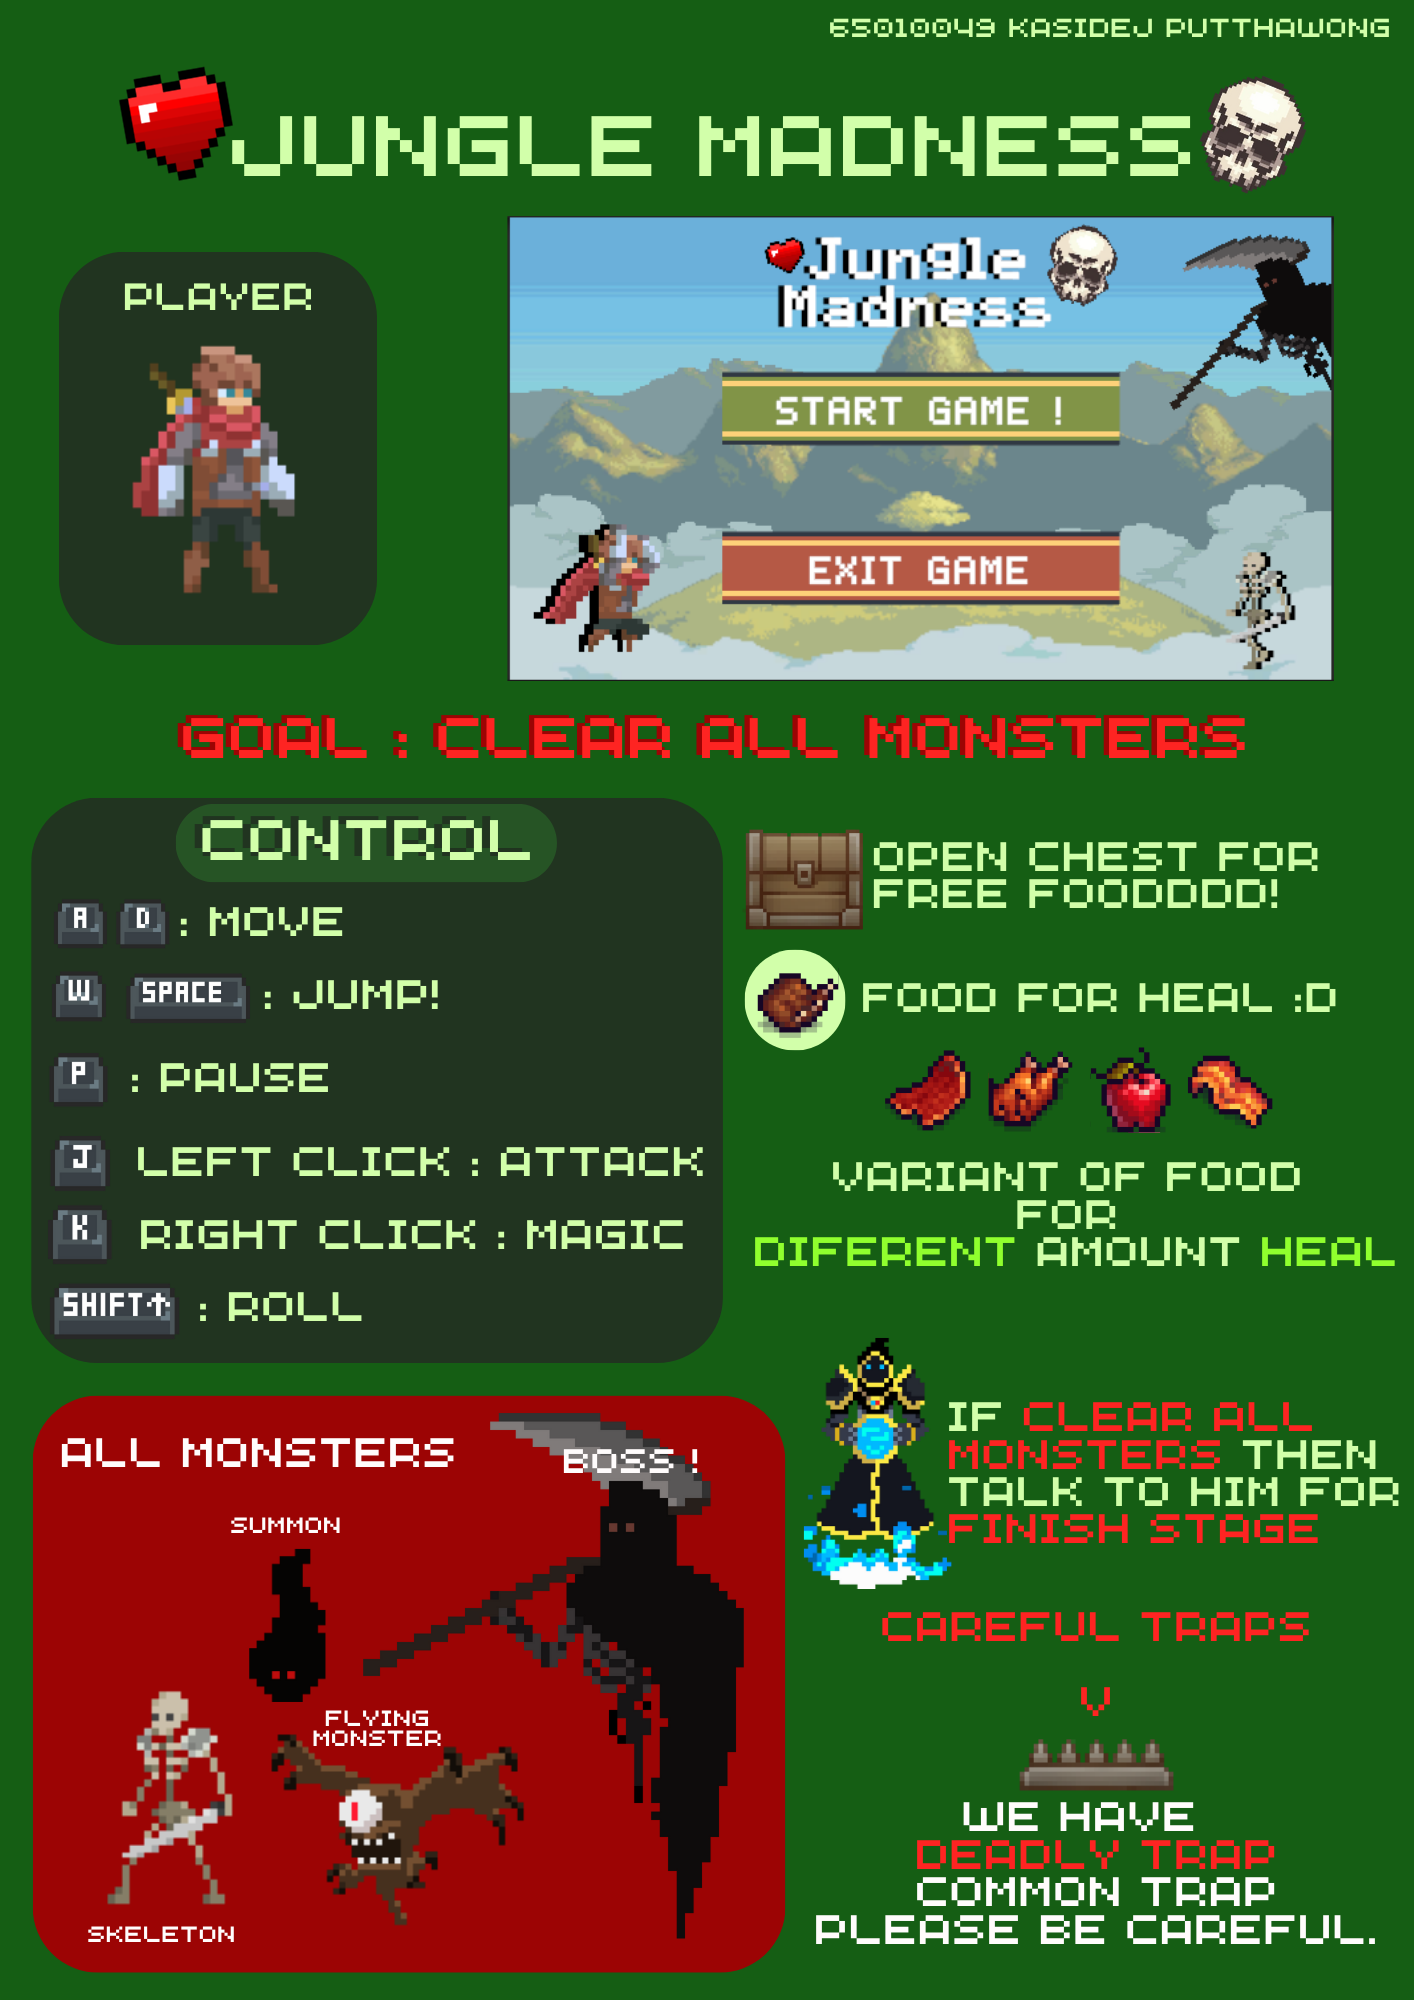 65010049 KASIDEJ PUTTHAWONG
JUNGLE MADNESS
PLAYER
Jungle
Madness
START GAME !
EXIT GAME
GOAL : CLEAR ALL MONSTERS
CONTROL
A D : MOVE
W SPACE : JUMP!
P : PAUSE
J LEFT CLICK : ATTACK
K RIGHT CLICK : MAGIC
SHIFT↑ : ROLL
OPEN CHEST FOR
FREE FOODDDD!
FOOD FOR HEAL :D
VARIANT OF FOOD
FOR
DIFERENT AMOUNT HEAL
ALL MONSTERS
BOSS !
SUMMON
FLYING
MONSTER
SKELETON
IF CLEAR ALL
MONSTERS THEN
TALK TO HIM FOR
FINISH STAGE
CAREFUL TRAPS
V
WE HAVE
DEADLY TRAP
COMMON TRAP
PLEASE BE CAREFUL.